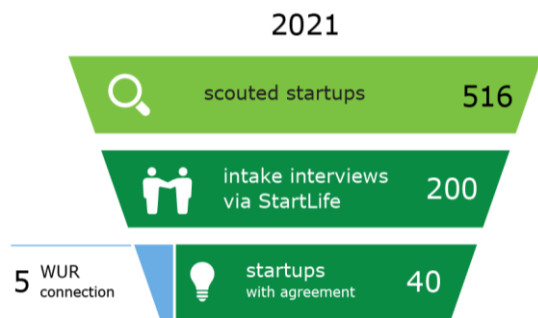 2021
scouted startups 516
intake interviews
via StartLife 200
5 WUR
connection
startups
with agreement 40